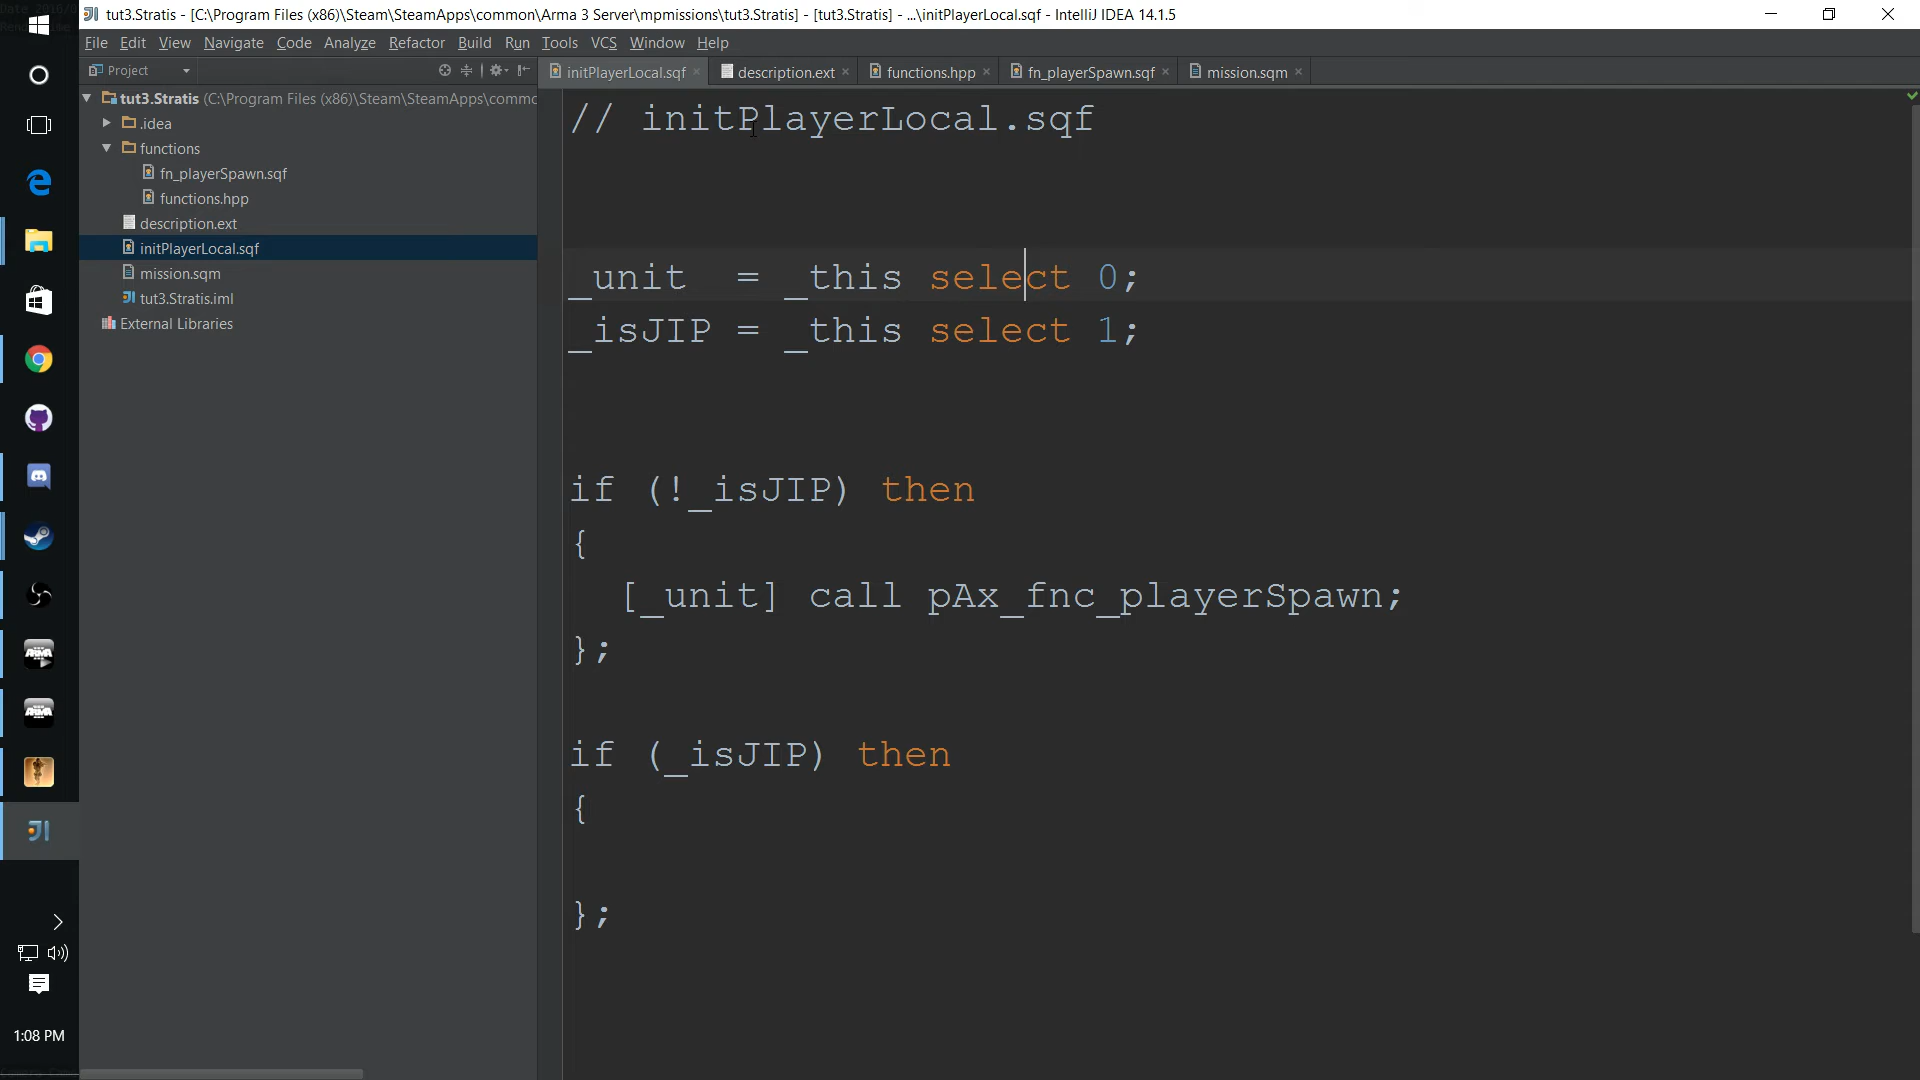 tut3.Stratis - [C:\Program Files (x86)\Steam\SteamApps\common\Arma 3 Server\mpmissions\tut3.Stratis] - [tut3.Stratis] - ...\initPlayerLocal.sqf - IntelliJ IDEA 14.1.5
File Edit View Navigate Code Analyze Refactor Build Run Tools VCS Window Help
Project
initPlayerLocal.sqf description.ext functions.hpp fn_playerSpawn.sqf mission.sqm
tut3.Stratis (C:\Program Files (x86)\Steam\SteamApps\commo
.idea
functions
fn_playerSpawn.sqf
functions.hpp
description.ext
initPlayerLocal.sqf
mission.sqm
tut3.Stratis.iml
External Libraries
// initPlayerLocal.sqf
_unit  = _this select 0;
_isJIP = _this select 1;
if (!_isJIP) then
{
[_unit] call pAx_fnc_playerSpawn;
};
if (_isJIP) then
{
};
ARMA
ARMA
JI
1:08 PM